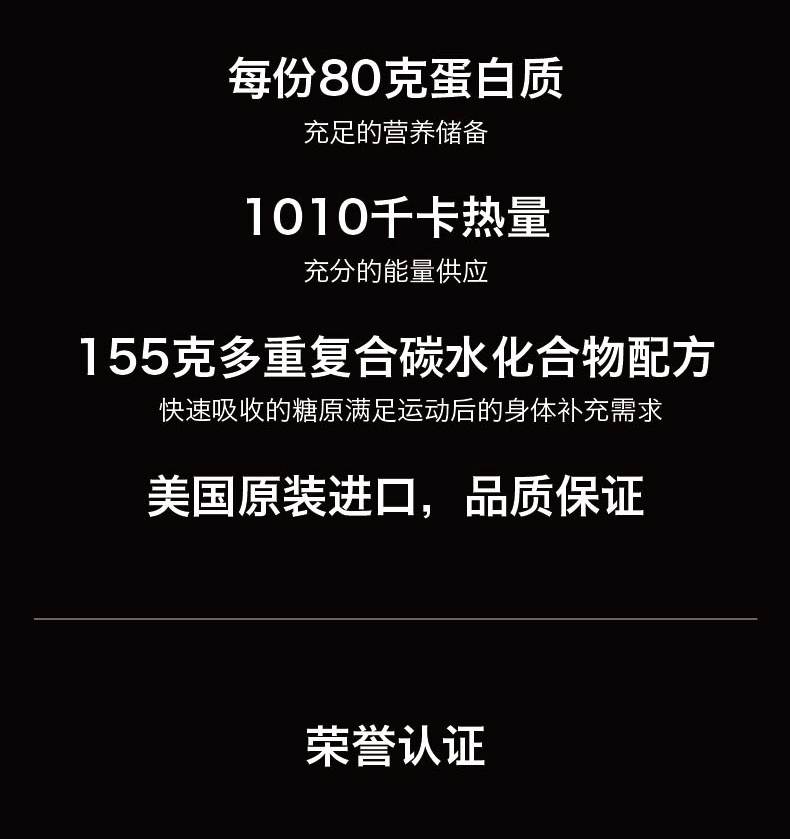 每份80克蛋白质
充足的营养储备
1010千卡热量
充分的能量供应
155克多重复合碳水化合物配方
快速吸收的糖原满足运动后的身体补充需求
美国原装进口，品质保证
荣誉认证